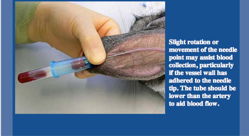 Slight rotation or
movement of the needle
point may assist blood
collection, particularly
if the vessel wall has
adhered to the needle
tip. The tube should be
lower than the artery
to aid blood flow.